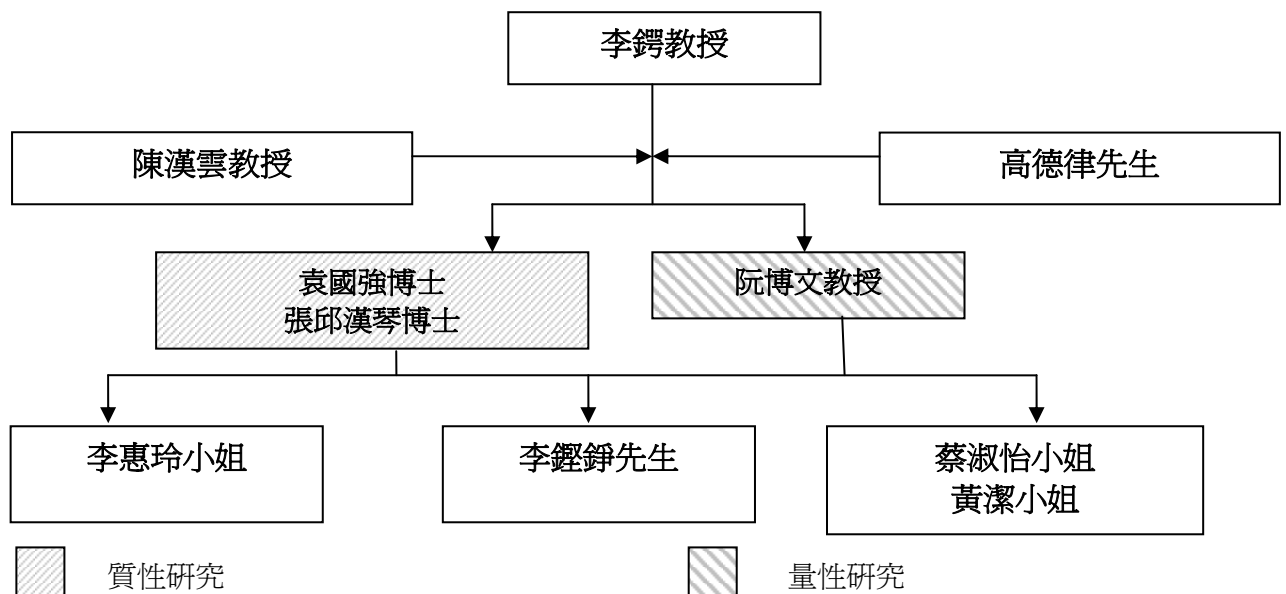 李鍔教授
陳漢雲教授
高德律先生
袁國強博士
張邱漢琴博士
阮博文教授
李惠玲小姐
李鏗錚先生
蔡淑怡小姐
黃潔小姐
質性研究
量性研究